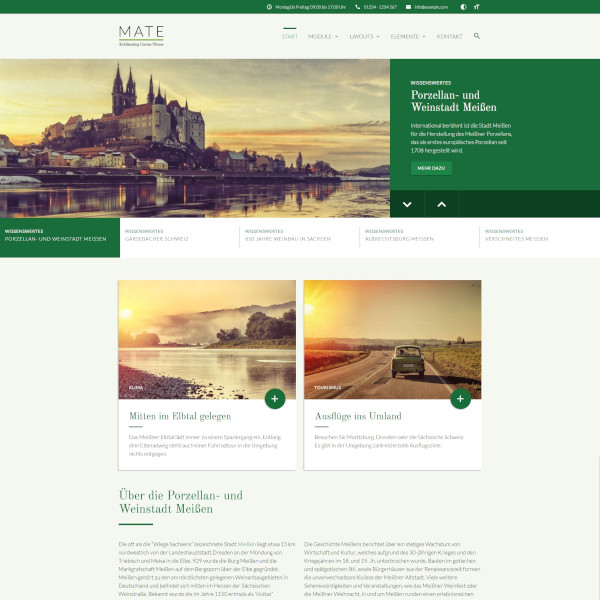 Montag bis Freitag: 09:00 bis 17:00 Uhr
01234 - 1234 567
info@example.com
MATE
START
MODULE
LAYOUTS
ELEMENTE
KONTAKT
WISSENSWERTES
Porzellan- und
Weinstadt Meißen
International berühmt ist die Stadt Meißen
für die Herstellung des Meißner Porzellans,
das als erstes europäisches Porzellan seit
1708 hergestellt wird.
MEHR DAZU
WISSENSWERTES
PORZELLAN- UND WEINSTADT MEISSEN
WISSENSWERTES
GARSEBACHER SCHWEIZ
WISSENSWERTES
850 JAHRE WEINBAU IN SACHSEN
WISSENSWERTES
ALBRECHTSBURG MEISSEN
WISSENSWERTES
VERSCHNEITES MEISSEN
KLIMA
Mitten im Elbtal gelegen
Das Meißner Elbtal lädt immer zu einem Spaziergang ein. Entlang
dem Elberadweg steht auch einer Fahrradtour in die Umgebung
nichts entgegen.
TOURISMUS
Ausflüge ins Umland
Besuchen Sie Moritzburg, Dresden oder die Sächsische Schweiz.
Es gibt in der Umgebung zahlreiche tolle Ausflugsziele.
Über die Porzellan- und
Weinstadt Meißen
Die oft als die "Wiege Sachsens" bezeichnete Stadt Meißen liegt etwa 15 km
nordwestlich von der Landeshauptstadt Dresden an der Mündung von
Triebisch und Meisa in die Elbe. 929 wurde die Burg Meißen und die
Markgrafschaft Meißen auf dem Bergsporn über der Elbe gegründet.
Meißen gehört zu den am nördlichsten gelegenen Weinanbaugebieten in
Deutschland und befindet sich mitten im Herzen der Sächsischen
Weinstraße. Bekannt wurde die im Jahre 1150 erstmals als "civitas"
Die Geschichte Meißens berichtet über ein stetiges Wachstum von
Wirtschaft und Kultur, welches aufgrund des 30-jährigen Krieges und den
Kriegsjahren im 18. und 19. Jh. unterbrochen wurde. Bauten im gotischen
und spätgotischen Stil, sowie Bürgerhäuser aus der Renaissancezeit formen
die unverwechselbare Kulisse der Meißner Altstadt. Viele weitere
Sehenswürdigkeiten und Veranstaltungen, wie das Meißner Weinfest oder
die Meißner Weihnacht, in und um Meißen runden einen erlebnisreichen